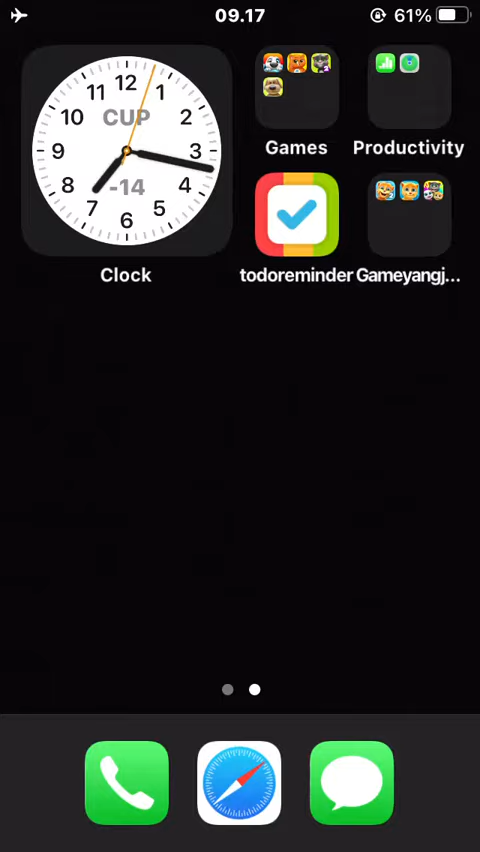 09.17
61%
12
11
1
10
CUP
2
9
3
8
-14
4
7
5
6
Clock
Games
Productivity
todoreminder
Gameyangj...